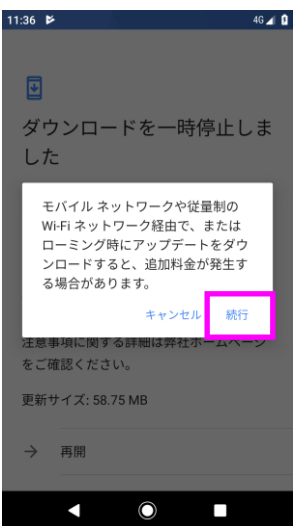 11:36
4G
ダウンロードを一時停止しま
した
モバイル ネットワークや従量制の
Wi-Fi ネットワーク経由で、または
ローミング時にアップデートをダウ
ンロードすると、追加料金が発生す
る場合があります。
キャンセル 続行
注意事項に関する詳細は弊社ホームページ
をご確認ください。
更新サイズ: 58.75 MB
再開